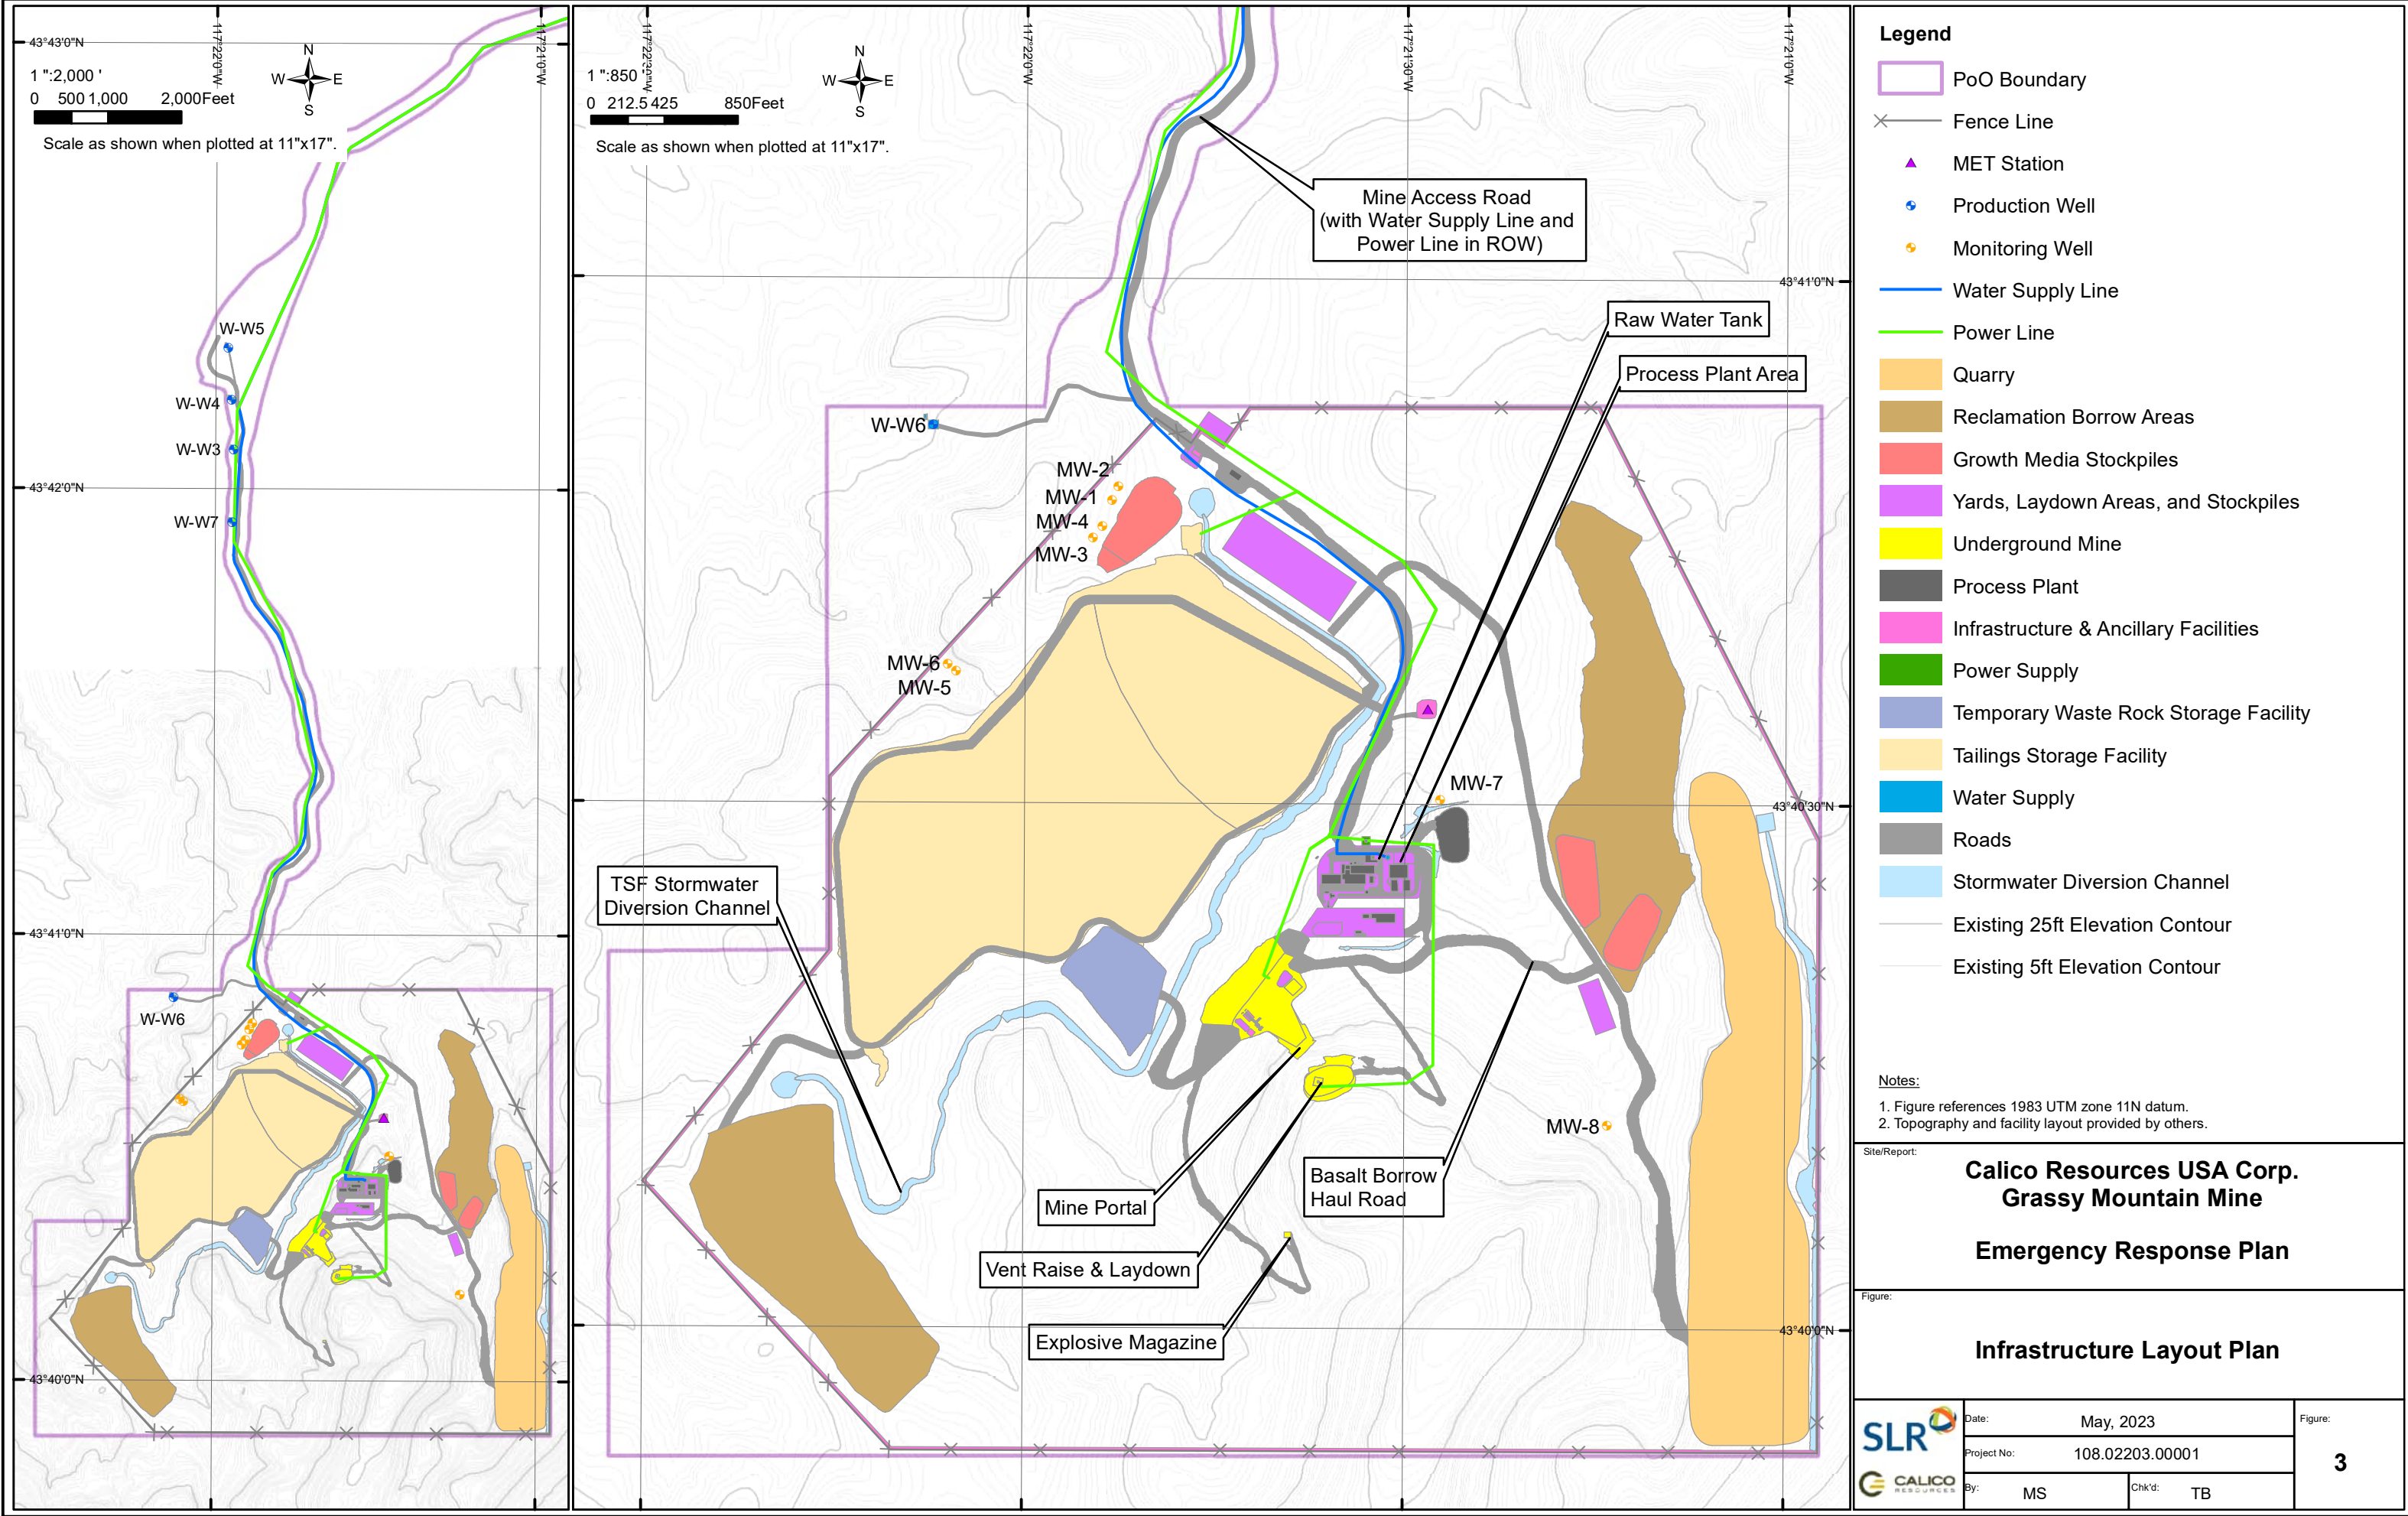 43°43'0"N
117°22'0"W
117°21'0"W
1 ":2,000 '
0 500 1,000 2,000Feet
N
W E
S
Scale as shown when plotted at 11"x17".
W-W5
W-W4
W-W3
43°42'0"N
W-W7
43°41'0"N
W-W6
43°40'0"N
117°22'30"W
117°22'0"W
117°21'30"W
117°21'0"W
1 ":850 '
0 212.5 425 850Feet
N
W E
S
Scale as shown when plotted at 11"x17".
Mine Access Road
(with Water Supply Line and
Power Line in ROW)
43°41'0"N
Raw Water Tank
Process Plant Area
W-W6
MW-2
MW-1
MW-4
MW-3
MW-6
MW-5
MW-7
43°40'30"N
TSF Stormwater
Diversion Channel
MW-8
Basalt Borrow
Haul Road
Mine Portal
Vent Raise & Laydown
Explosive Magazine
43°40'0"N
Legend
PoO Boundary
Fence Line
MET Station
Production Well
Monitoring Well
Water Supply Line
Power Line
Quarry
Reclamation Borrow Areas
Growth Media Stockpiles
Yards, Laydown Areas, and Stockpiles
Underground Mine
Process Plant
Infrastructure & Ancillary Facilities
Power Supply
Temporary Waste Rock Storage Facility
Tailings Storage Facility
Water Supply
Roads
Stormwater Diversion Channel
Existing 25ft Elevation Contour
Existing 5ft Elevation Contour
Notes:
1. Figure references 1983 UTM zone 11N datum.
2. Topography and facility layout provided by others.
Site/Report:
Calico Resources USA Corp.
Grassy Mountain Mine
Emergency Response Plan
Figure:
Infrastructure Layout Plan
SLR
CALICO
RESOURCES
Date: May, 2023
Project No: 108.02203.00001
By: MS
Chk'd: TB
Figure:
3